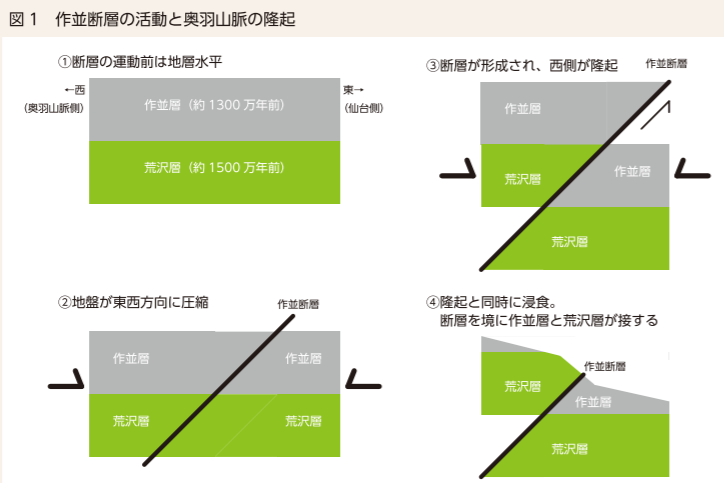 図1 作並断層の活動と奥羽山脈の隆起
①断層の運動前は地層水平
←西
（奥羽山脈側）
東→
（仙台側）
作並層（約 1300 万年前）
荒沢層（約 1500 万年前）
②地盤が東西方向に圧縮
作並断層
作並層
作並層
荒沢層
荒沢層
③断層が形成され、西側が隆起
作並断層
作並層
荒沢層
作並層
荒沢層
④隆起と同時に浸食。
断層を境に作並層と荒沢層が接する
作並断層
荒沢層
作並層
荒沢層